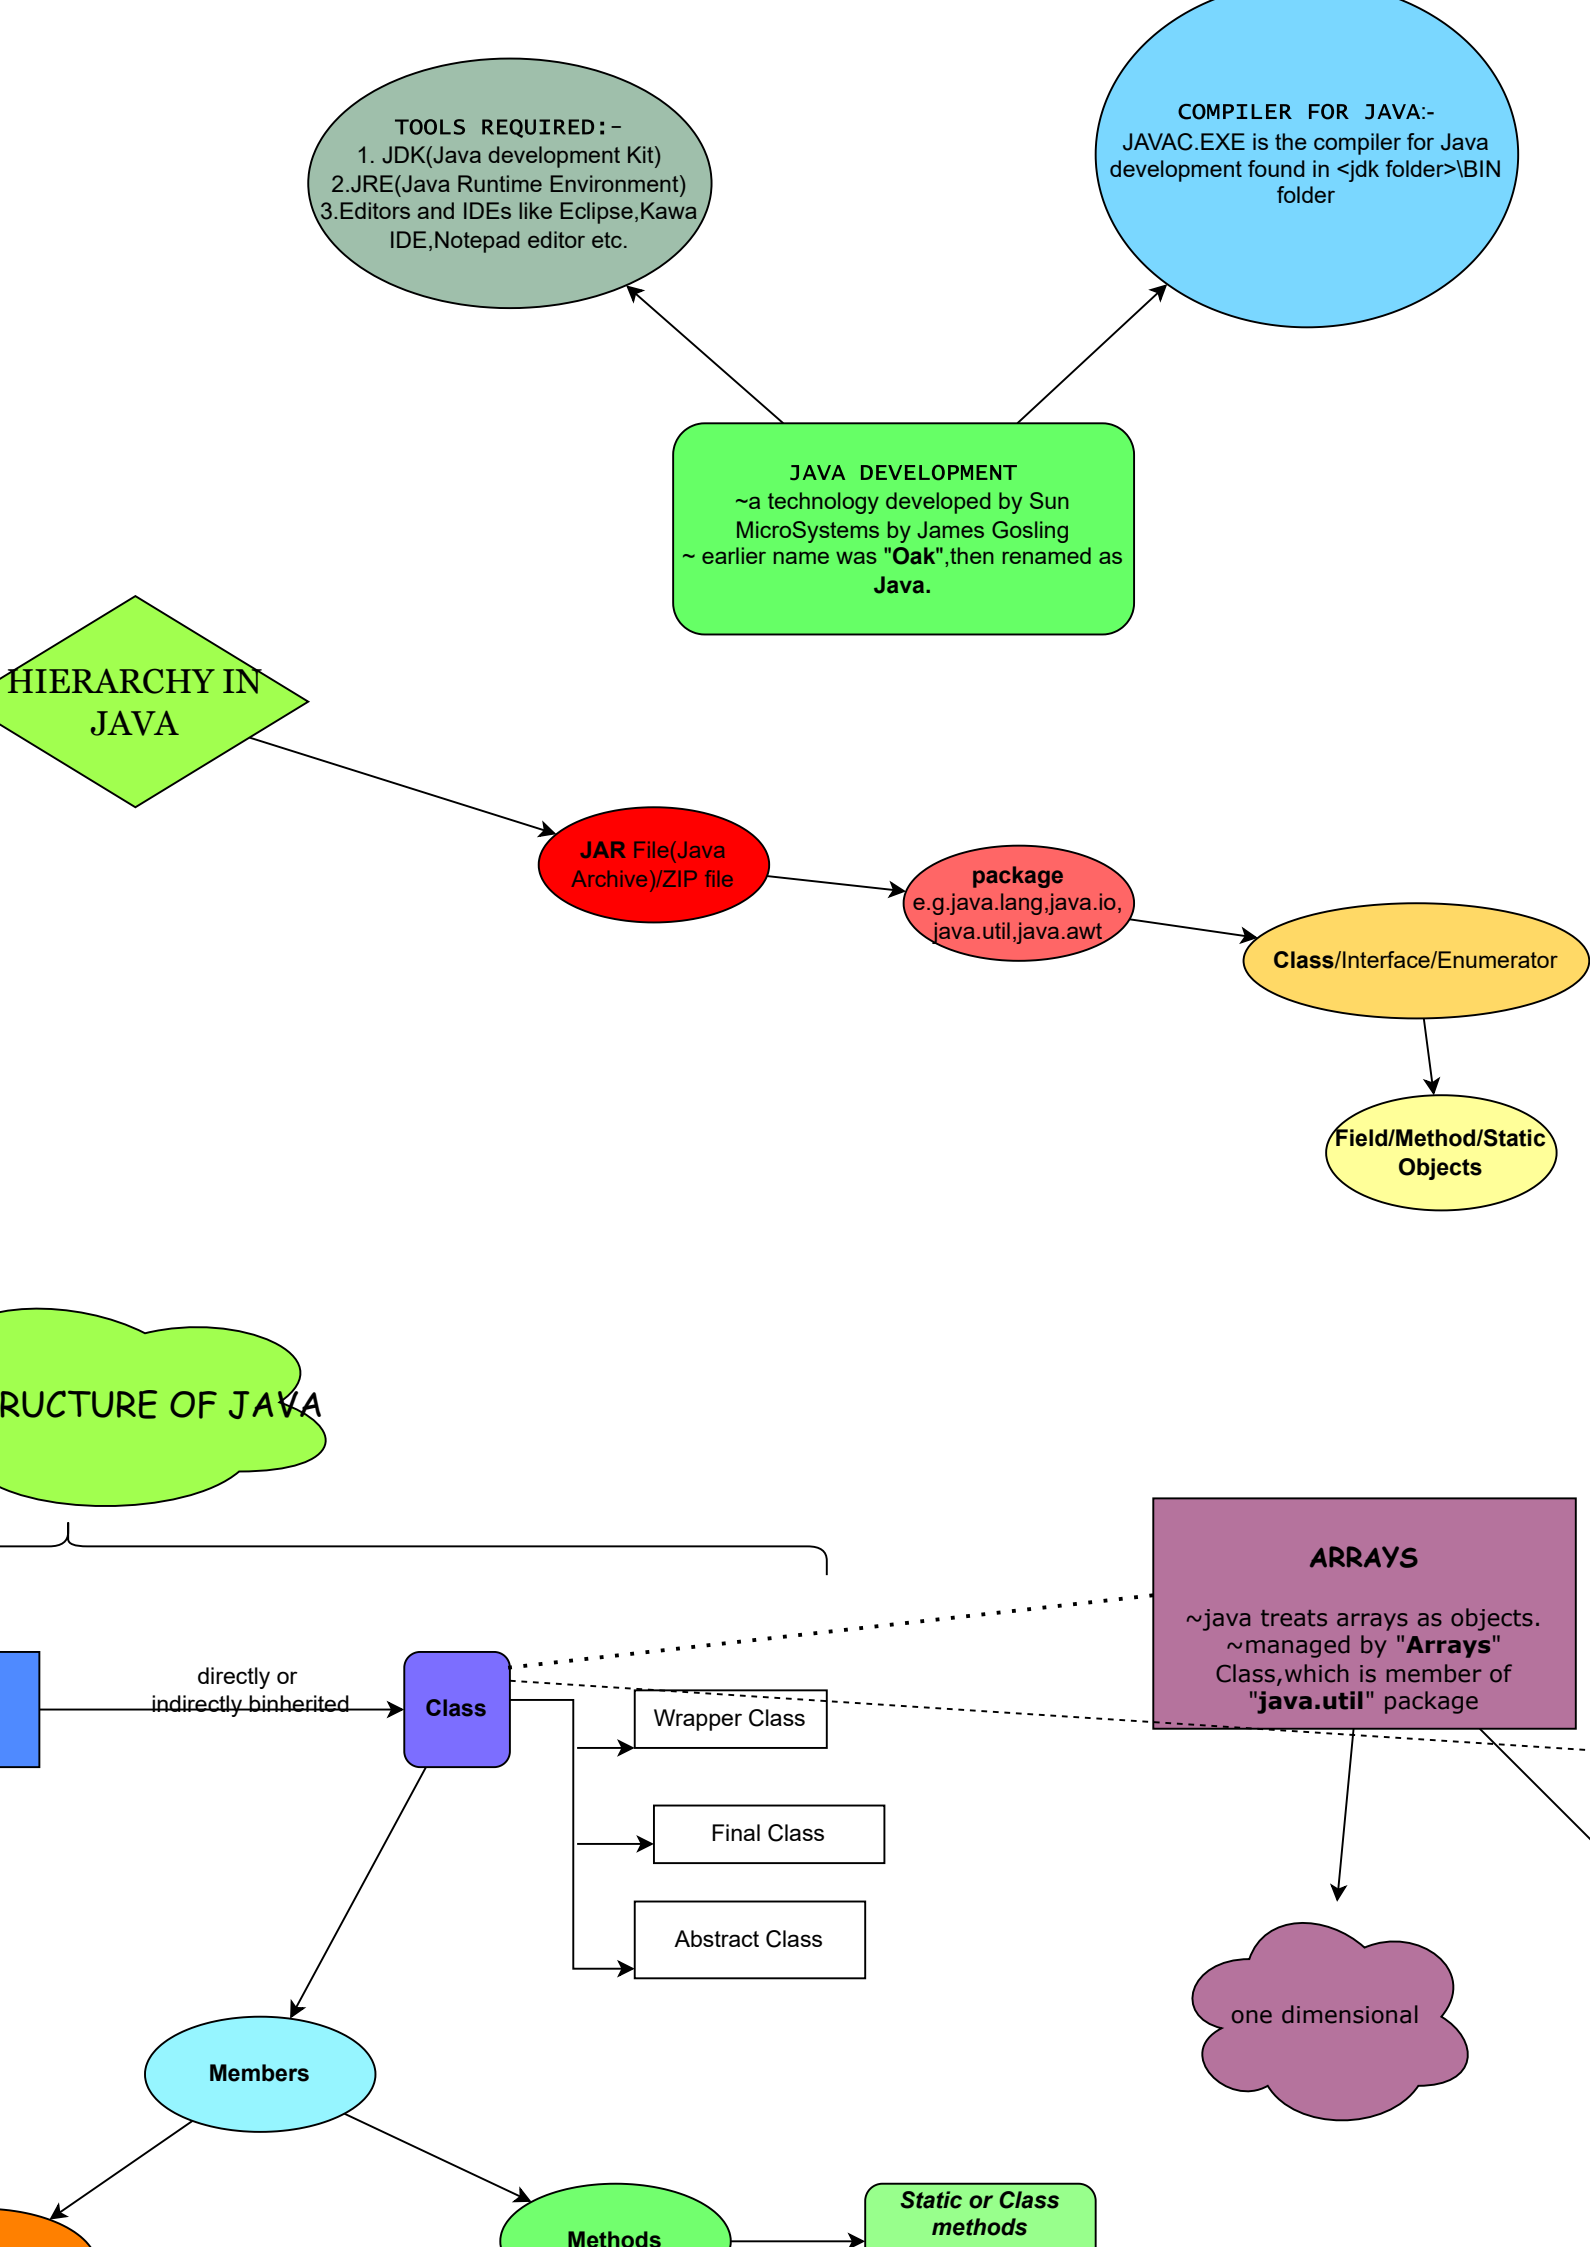 TOOLS REQUIRED:-
1. JDK(Java development Kit)
2.JRE(Java Runtime Environment)
3.Editors and IDEs like Eclipse,Kawa
IDE,Notepad editor etc.
COMPILER FOR JAVA:-
JAVAC.EXE is the compiler for Java
development found in <jdk folder>\BIN
folder
JAVA DEVELOPMENT
~a technology developed by Sun
MicroSystems by James Gosling
~ earlier name was "Oak",then renamed as
Java.
HIERARCHY IN
JAVA
JAR File(Java
Archive)/ZIP file
package
e.g.java.lang,java.io,
java.util,java.awt
Class/Interface/Enumerator
Field/Method/Static
Objects
RUCTURE OF JAVA
ARRAYS
~java treats arrays as objects.
~managed by "Arrays"
Class,which is member of
"java.util" package
directly or
indirectly binherited
Class
Wrapper Class
Final Class
Abstract Class
one dimensional
Members
Methods
Static or Class
methods